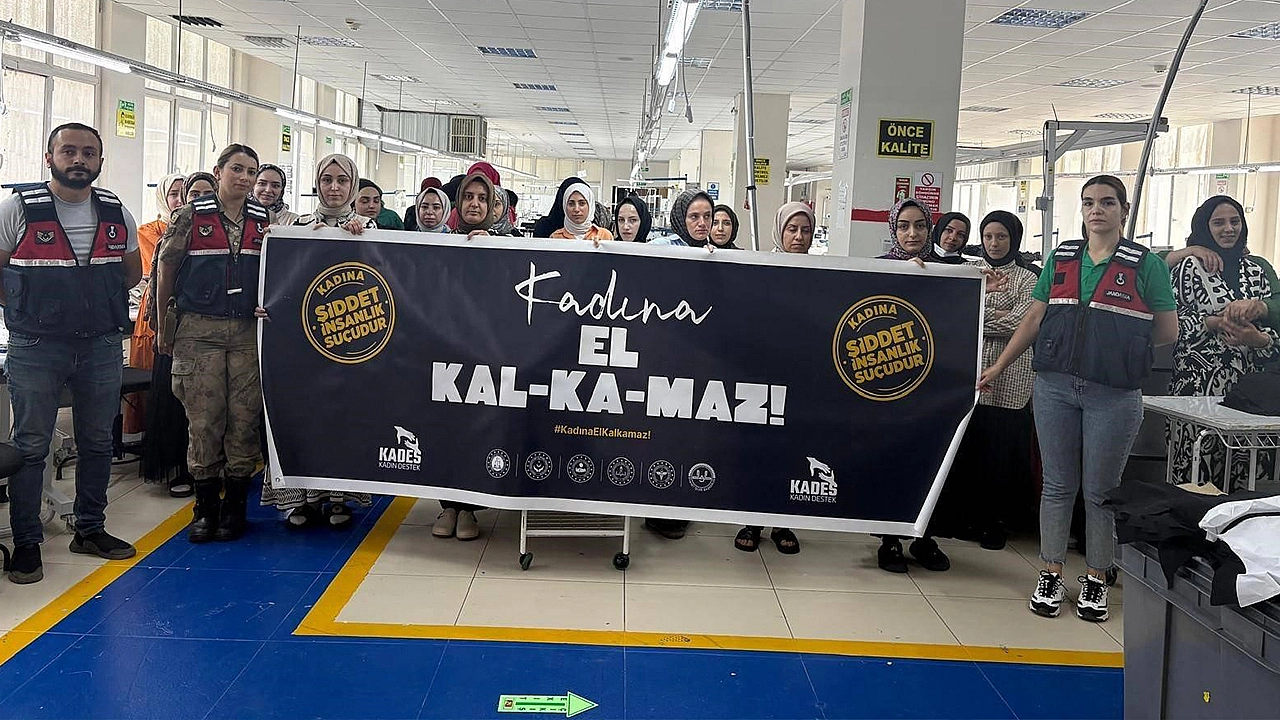 ÖNCE
KALİTE
KADINA
ŞİDDET
İNSANLIK
SUÇUDUR
Kadına
EL
KAL-KA-MAZ!
#KadınaElKalkamaz!
KADINA
ŞİDDET
İNSANLIK
SUÇUDUR
KADES
KADIN DESTEK
KADES
KADIN DESTEK
JANDARMA